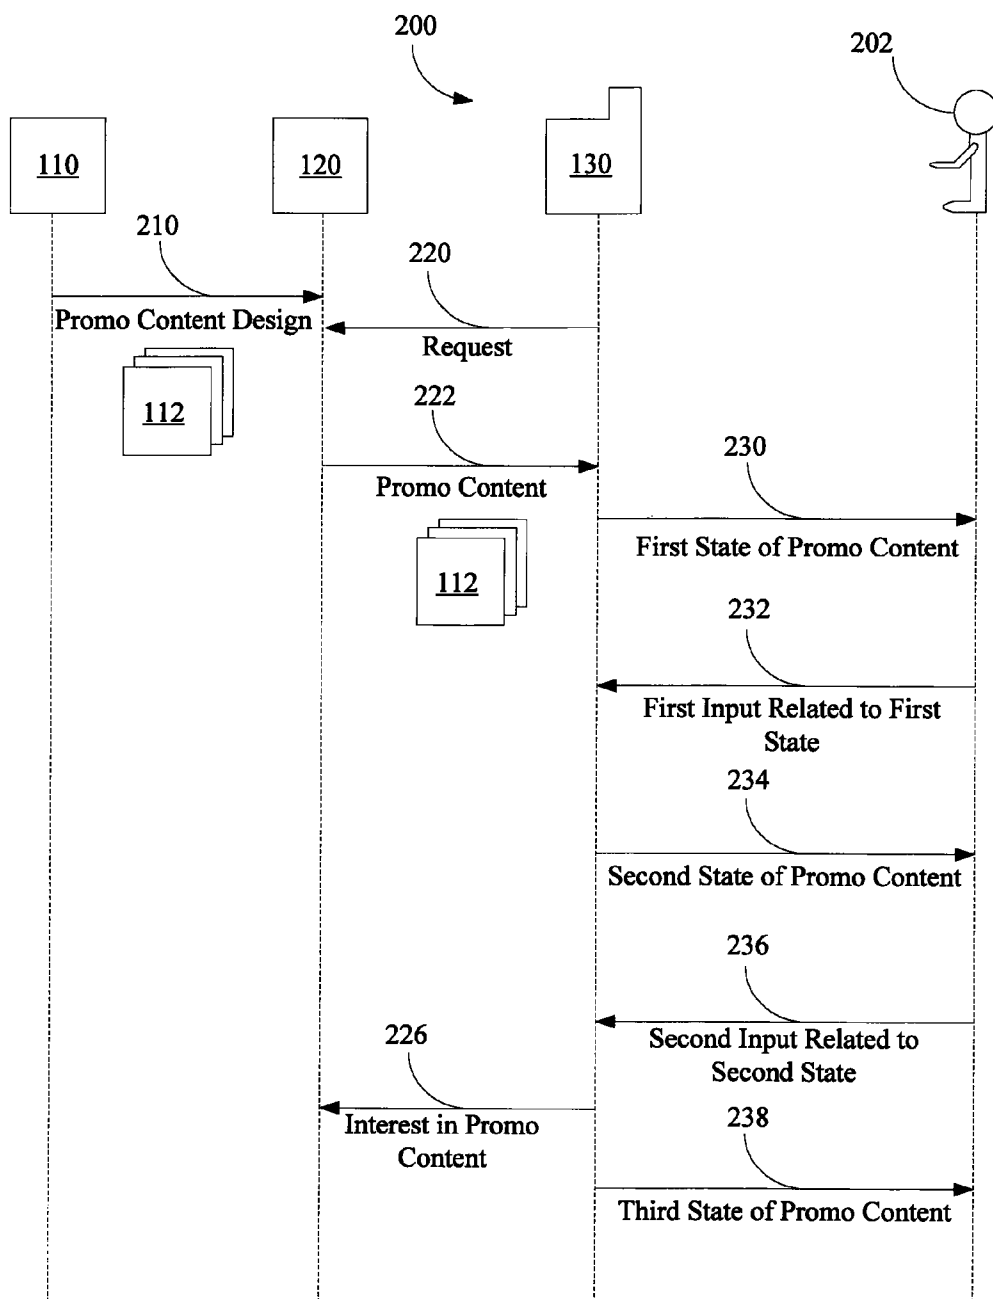 200
202
110
120
130
210
220
Promo Content Design
Request
112
222
Promo Content
230
112
First State of Promo Content
232
First Input Related to First
State
234
Second State of Promo Content
236
Second Input Related to
Second State
226
Interest in Promo
Content
238
Third State of Promo Content